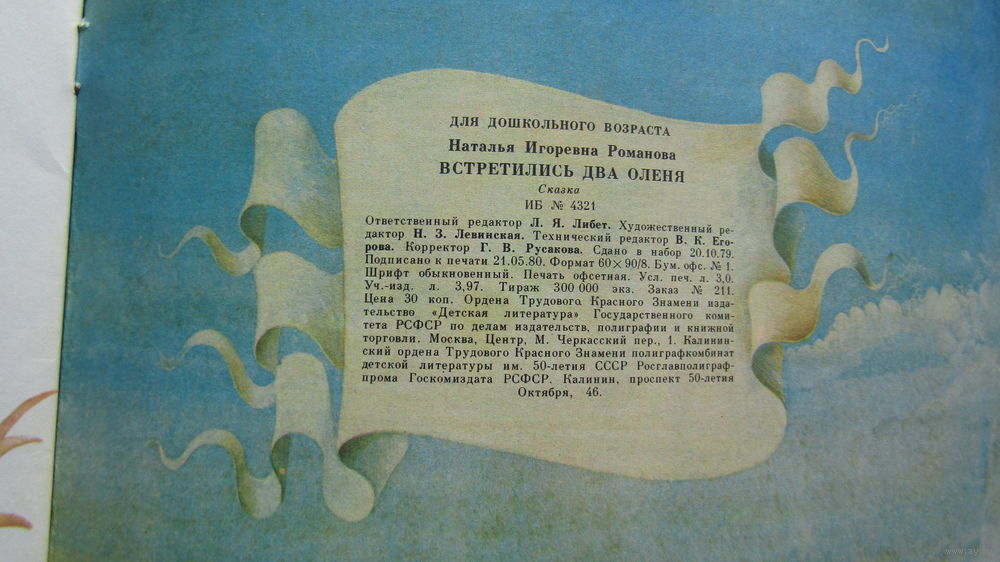 ДЛЯ ДОШКОЛЬНОГО ВОЗРАСТА
Наталья Игоревна Романова
ВСТРЕТИЛИСЬ ДВА ОЛЕНЯ
Сказка
ИБ № 4321
Ответственный редактор Л. Я. Либет. Художественный ре-
дактор Н. З. Левинская. Технический редактор В. К. Его-
рова. Корректор Г. В. Русакова. Сдано в набор 20.10.79.
Подписано к печати 21.05.80. Формат 60×90/8. Бум. офс. № 1.
Шрифт обыкновенный. Печать офсетная. Усл. печ. л. 3,0.
Уч.-изд. л. 3,97. Тираж 300 000 экз. Заказ № 211.
Цена 30 коп. Ордена Трудового Красного Знамени изда-
тельство «Детская литература» Государственного коми-
тета РСФСР по делам издательств, полиграфии и книжной
торговли. Москва, Центр, М. Черкасский пер., 1. Калинин-
ский ордена Трудового Красного Знамени полиграфкомбинат
детской литературы им. 50-летия СССР Росглавполиграф-
прома Госкомиздата РСФСР. Калинин, проспект 50-летия
Октября, 46.